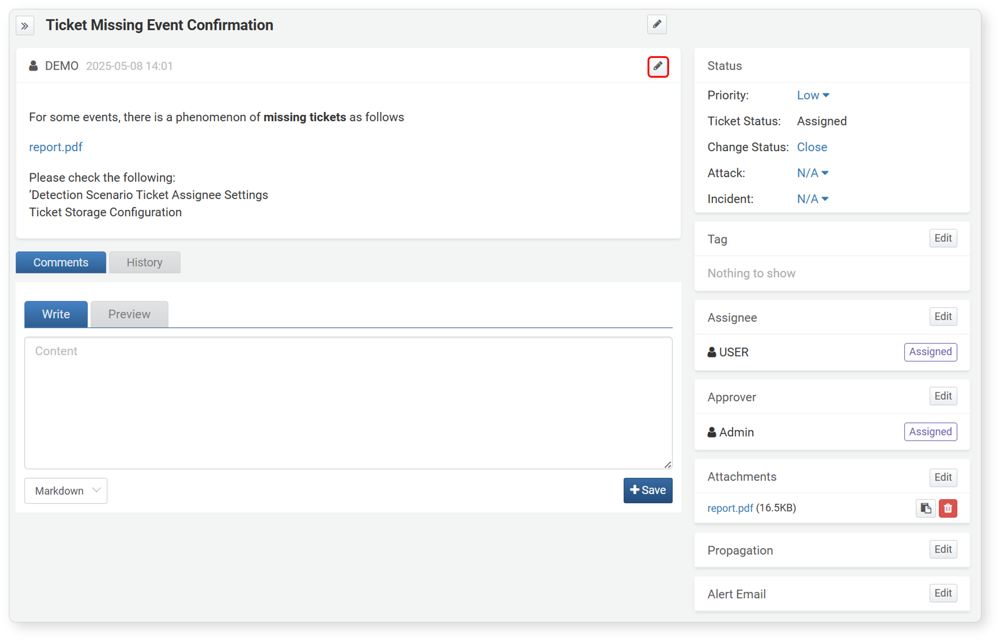 Ticket Missing Event Confirmation
DEMO 2025-05-08 14:01
For some events, there is a phenomenon of missing tickets as follows
report.pdf
Please check the following:
’Detection Scenario Ticket Assignee Settings
Ticket Storage Configuration
Comments History
Write Preview
Content
Markdown
Save
Status
Priority: Low
Ticket Status: Assigned
Change Status: Close
Attack: N/A
Incident: N/A
Tag Edit
Nothing to show
Assignee Edit
USER Assigned
Approver Edit
Admin Assigned
Attachments Edit
report.pdf (16.5KB)
Propagation Edit
Alert Email Edit